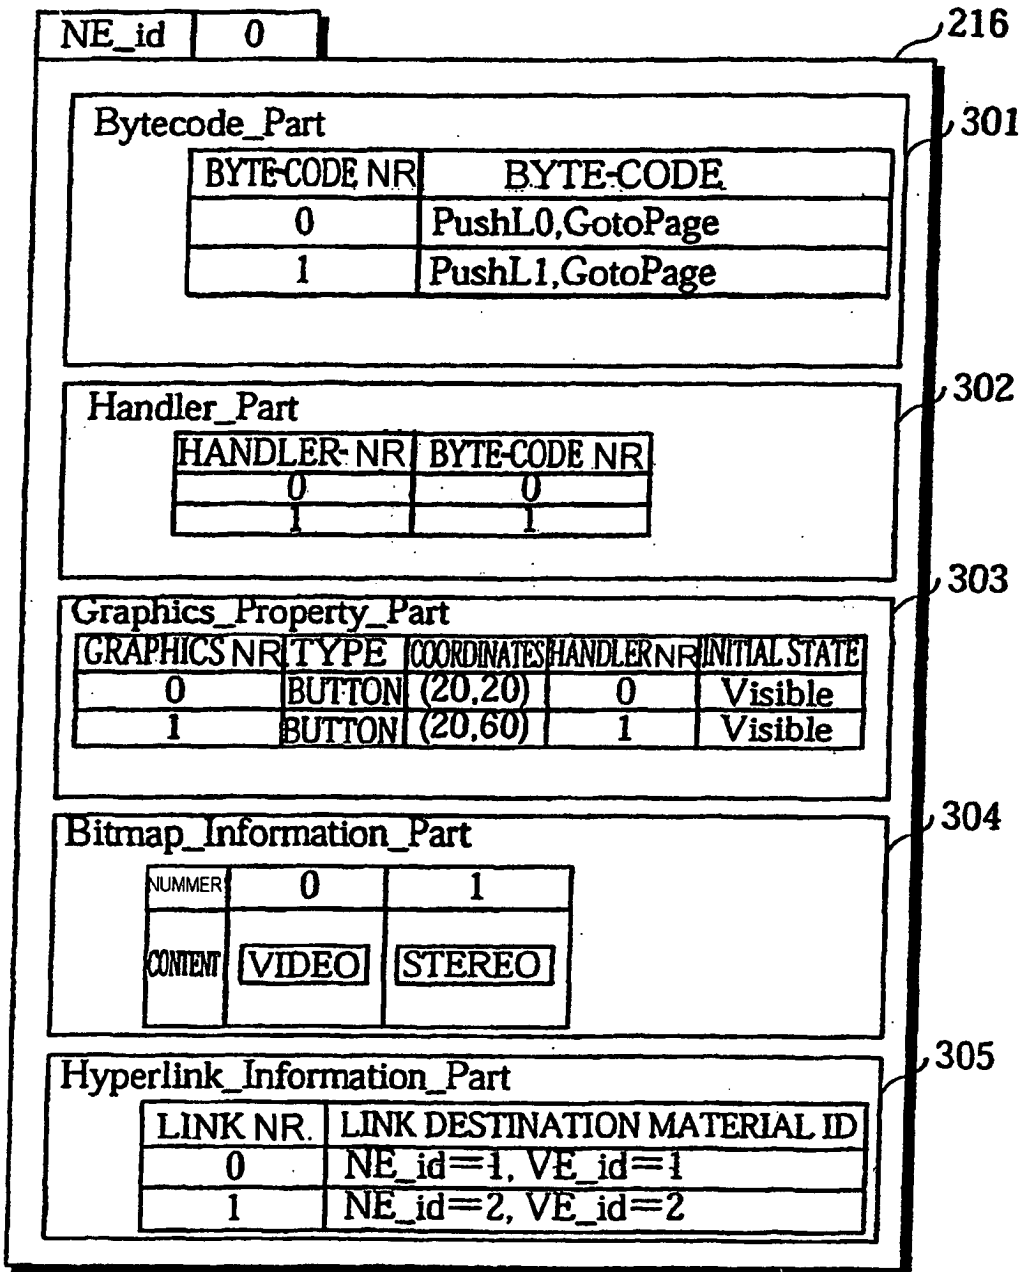 NE_id 0
216
Bytecode_Part
301
BYTE-CODE NR BYTE-CODE
0 PushL0,GotoPage
1 PushL1,GotoPage
302
Handler_Part
HANDLER- NR BYTE-CODE NR
0 0
1 1
303
Graphics_Property_Part
GRAPHICS NR TYPE COORDINATES HANDLER NR INITIAL STATE
0 BUTTON (20,20) 0 Visible
1 BUTTON (20,60) 1 Visible
304
Bitmap_Information_Part
NUMMER 0 1
CONTENT VIDEO STEREO
305
Hyperlink_Information_Part
LINK NR. LINK DESTINATION MATERIAL ID
0 NE_id=1, VE_id=1
1 NE_id=2, VE_id=2